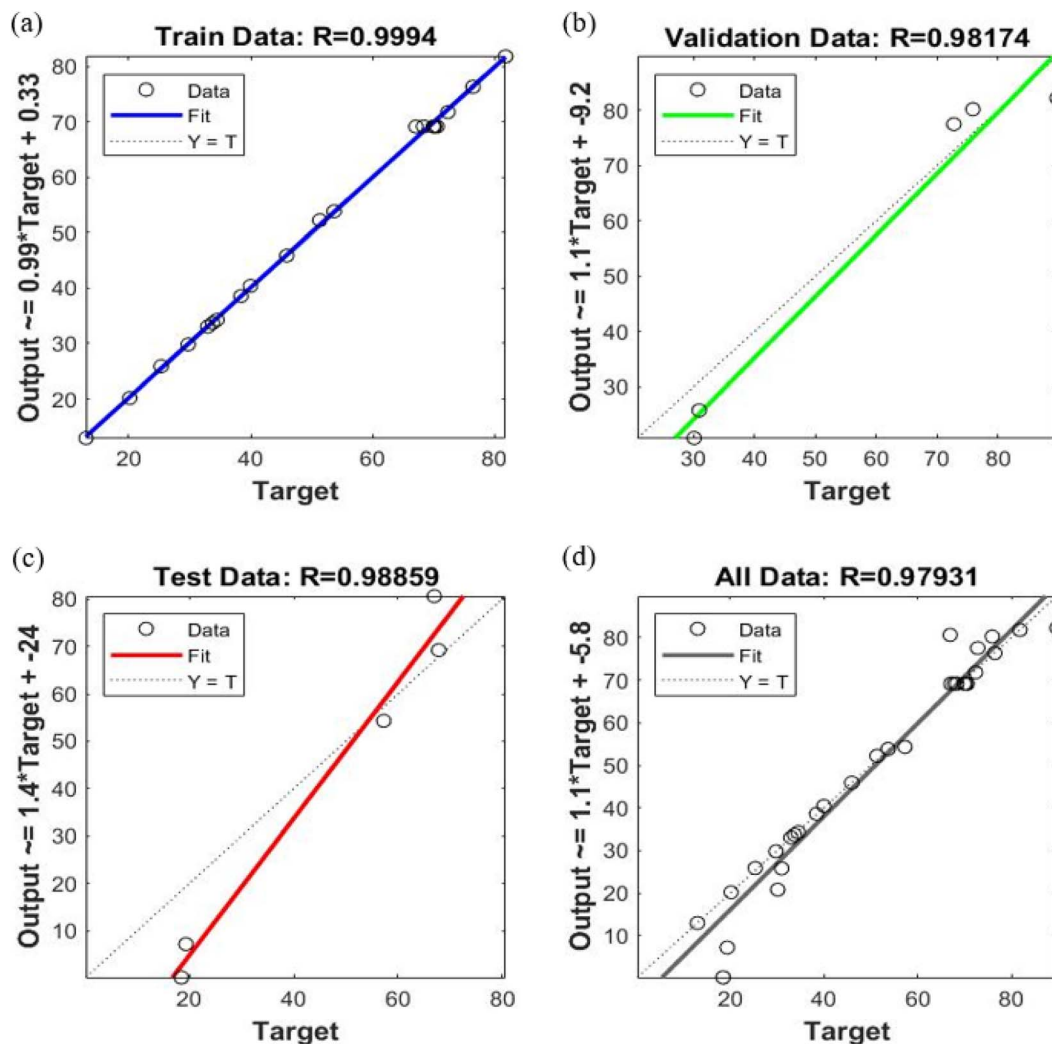 (a)
Train Data: R=0.9994
Output ~= 0.99*Target + 0.33
Data
Fit
Y = T
80
70
60
50
40
30
20
20
40
60
80
Target
(b)
Validation Data: R=0.98174
Output ~= 1.1*Target + -9.2
Data
Fit
Y = T
80
70
60
50
40
30
30
40
50
60
70
80
Target
(c)
Test Data: R=0.98859
Output ~= 1.4*Target + -24
Data
Fit
Y = T
80
70
60
50
40
30
20
10
20
40
60
80
Target
(d)
All Data: R=0.97931
Output ~= 1.1*Target + -5.8
Data
Fit
Y = T
80
70
60
50
40
30
20
10
20
40
60
80
Target